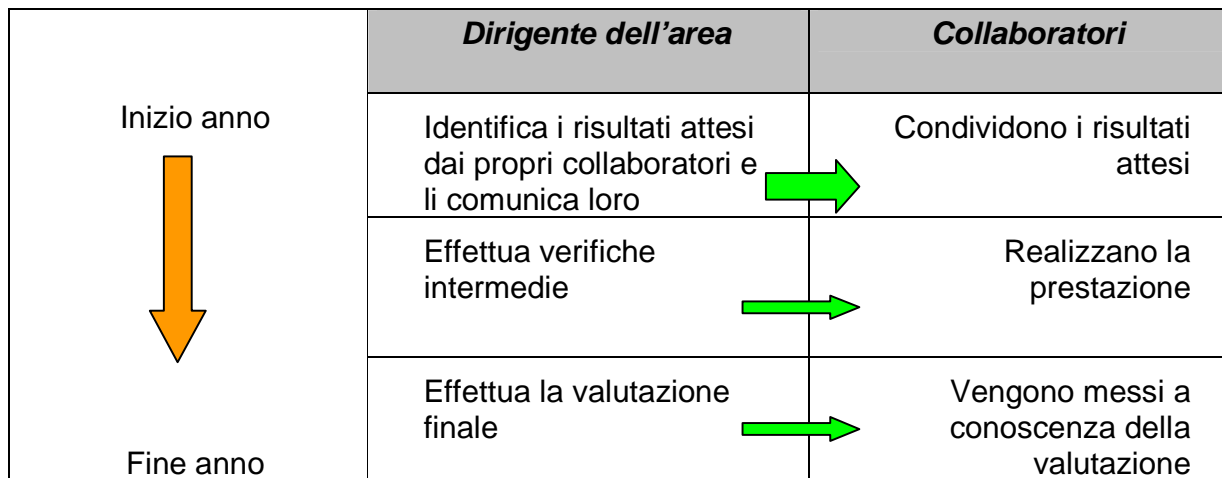 Dirigente dell’area
Collaboratori
Inizio anno
Identifica i risultati attesi
dai propri collaboratori e
li comunica loro
Condividono i risultati
attesi
Effettua verifiche
intermedie
Realizzano la
prestazione
Effettua la valutazione
finale
Vengono messi a
conoscenza della
valutazione
Fine anno